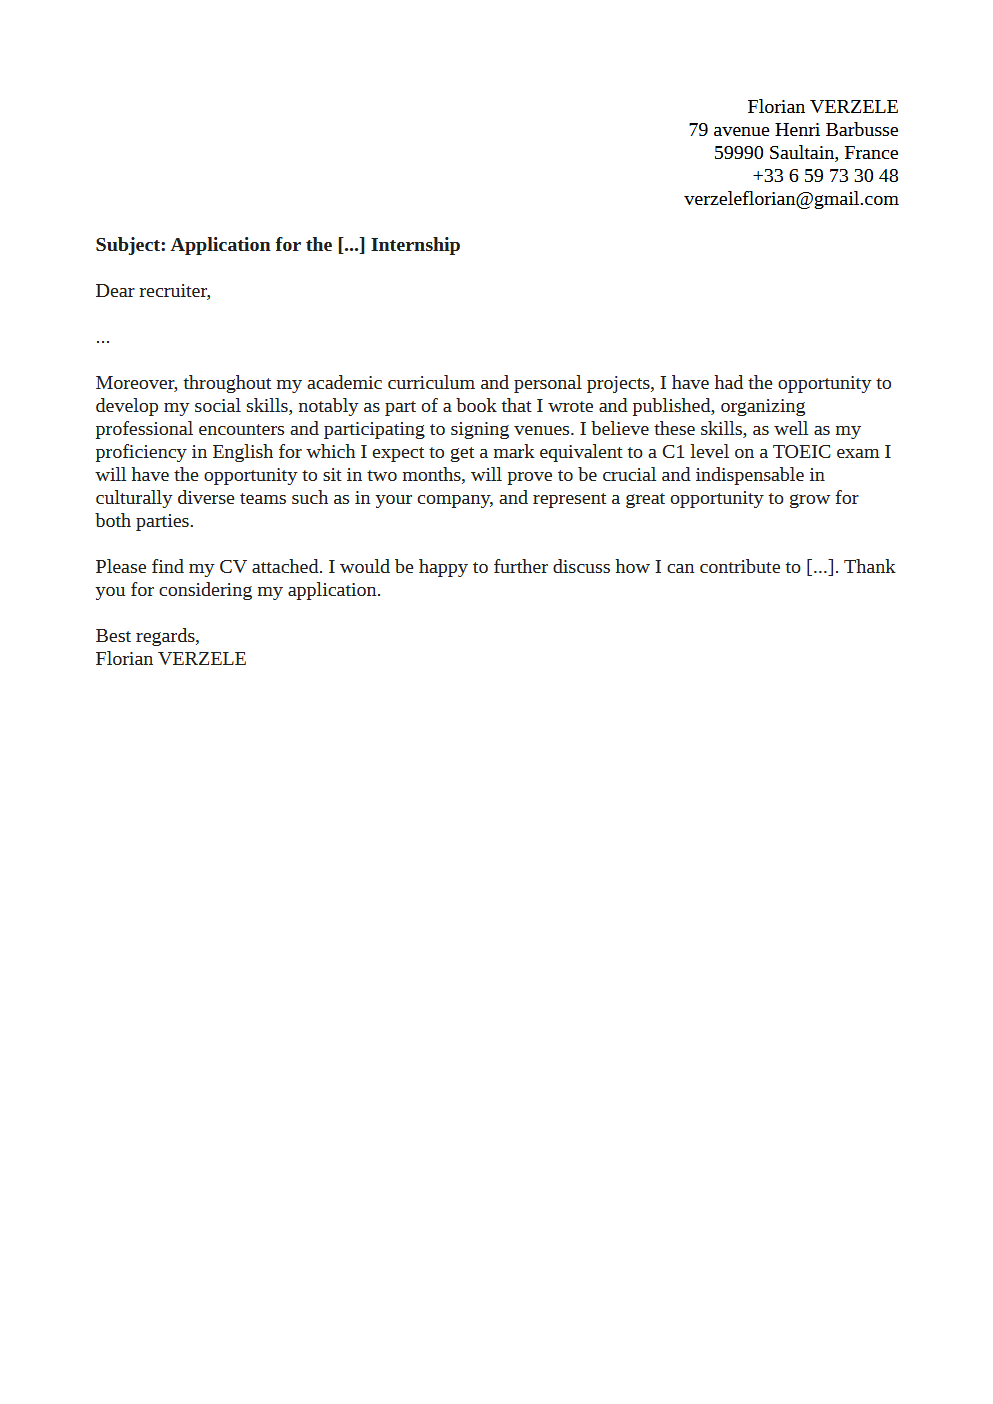 Florian VERZELE
79 avenue Henri Barbusse
59990 Saultain, France
+33 6 59 73 30 48
verzeleflorian@gmail.com
Subject: Application for the [...] Internship
Dear recruiter,
...
Moreover, throughout my academic curriculum and personal projects, I have had the opportunity to
develop my social skills, notably as part of a book that I wrote and published, organizing
professional encounters and participating to signing venues. I believe these skills, as well as my
proficiency in English for which I expect to get a mark equivalent to a C1 level on a TOEIC exam I
will have the opportunity to sit in two months, will prove to be crucial and indispensable in
culturally diverse teams such as in your company, and represent a great opportunity to grow for
both parties.
Please find my CV attached. I would be happy to further discuss how I can contribute to [...]. Thank
you for considering my application.
Best regards,
Florian VERZELE